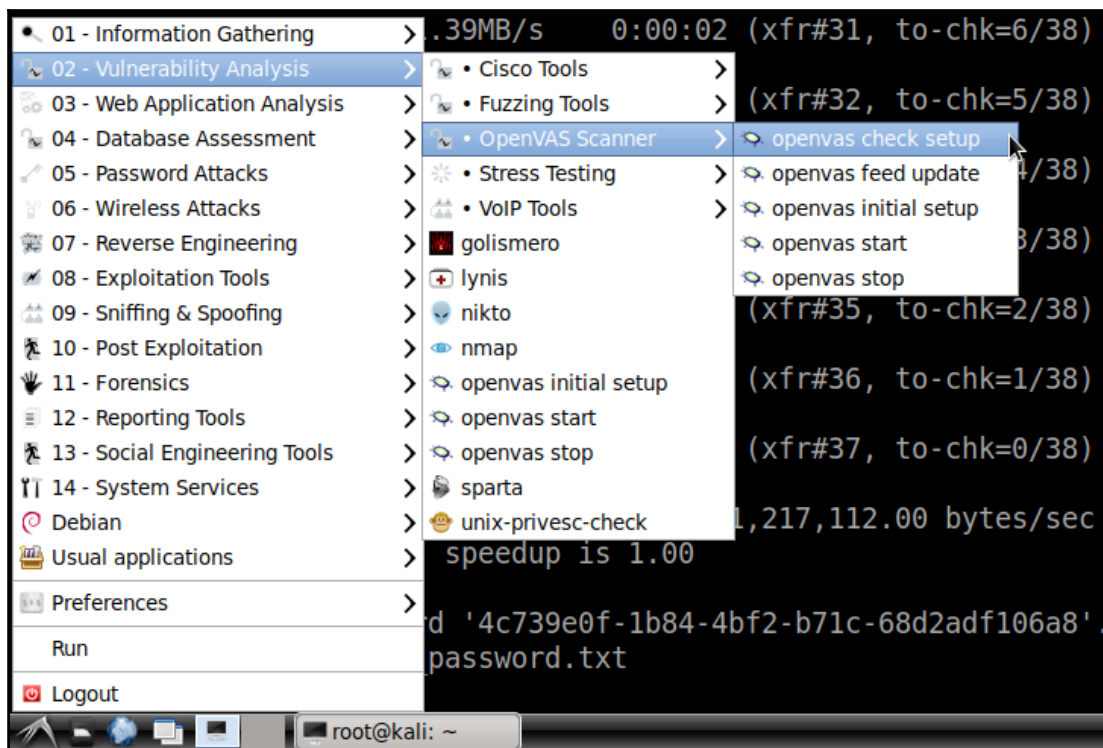 01 - Information Gathering
02 - Vulnerability Analysis
03 - Web Application Analysis
04 - Database Assessment
05 - Password Attacks
06 - Wireless Attacks
07 - Reverse Engineering
08 - Exploitation Tools
09 - Sniffing & Spoofing
10 - Post Exploitation
11 - Forensics
12 - Reporting Tools
13 - Social Engineering Tools
14 - System Services
Debian
Usual applications
Preferences
Run
Logout
• Cisco Tools
• Fuzzing Tools
• OpenVAS Scanner
• Stress Testing
• VoIP Tools
golismero
lynis
nikto
nmap
openvas initial setup
openvas start
openvas stop
sparta
unix-privesc-check
openvas check setup
openvas feed update
openvas initial setup
openvas start
openvas stop
.39MB/s 0:00:02 (xfr#31, to-chk=6/38)
(xfr#32, to-chk=5/38)
/38)
/38)
(xfr#35, to-chk=2/38)
(xfr#36, to-chk=1/38)
(xfr#37, to-chk=0/38)
,217,112.00 bytes/sec
speedup is 1.00
rd '4c739e0f-1b84-4bf2-b71c-68d2adf106a8'.
password.txt
root@kali: ~